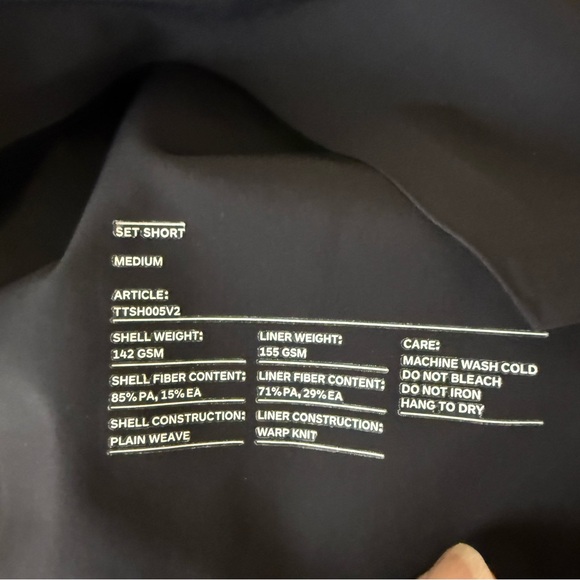 SET SHORT
MEDIUM
ARTICLE:
TTSH005V2
SHELL WEIGHT:
142 GSM
SHELL FIBER CONTENT:
85% PA, 15% EA
SHELL CONSTRUCTION:
PLAIN WEAVE
LINER WEIGHT:
155 GSM
LINER FIBER CONTENT:
71% PA, 29% EA
LINER CONSTRUCTION:
WARP KNIT
CARE:
MACHINE WASH COLD
DO NOT BLEACH
DO NOT IRON
HANG TO DRY